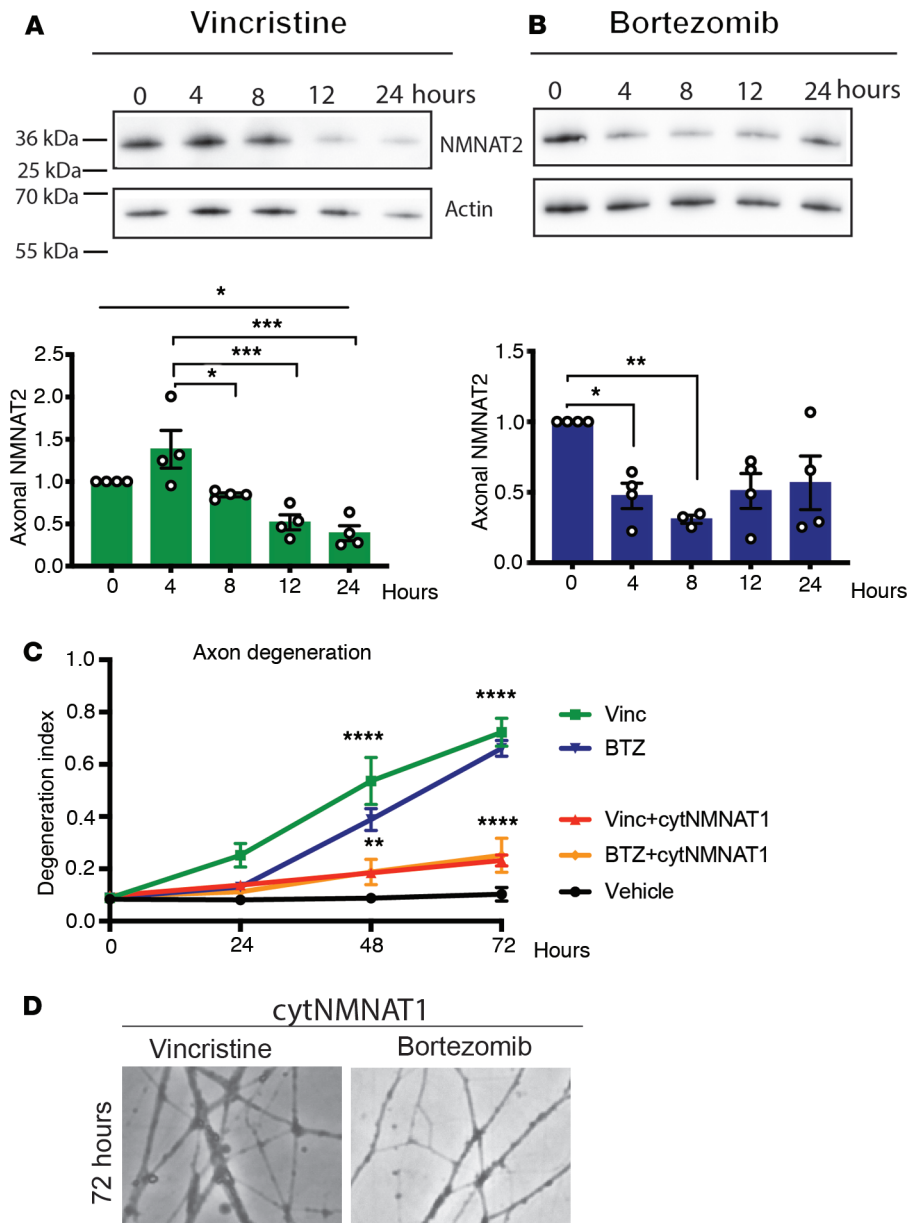 A Vincristine
0 4 8 12 24 hours
36 kDa
25 kDa
NMNAT2
70 kDa
Actin
55 kDa
*
***
***
*
Axonal NMNAT2
2.5
2.0
1.5
1.0
0.5
0.0
0 4 8 12 24 Hours
B Bortezomib
0 4 8 12 24 hours
**
*
Axonal NMNAT2
1.5
1.0
0.5
0.0
0 4 8 12 24 Hours
C Axon degeneration
Degeneration index
1.0
0.8
0.6
0.4
0.2
0.0
****
****
**
****
0 24 48 72 Hours
Vinc
BTZ
Vinc+cytNMNAT1
BTZ+cytNMNAT1
Vehicle
D cytNMNAT1
Vincristine Bortezomib
72 hours